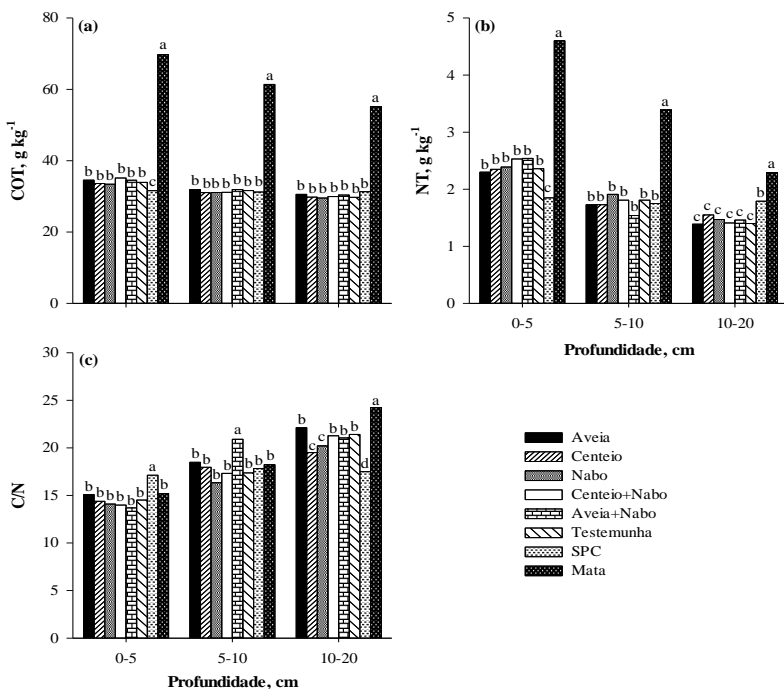 (a)
COT, g kg-1
80
60
40
20
0
b b b b b b c a
b b b b b b b a
b b b b b b b a
(b)
NT, g kg-1
5
4
3
2
1
0
b b b b b b c a
b b b b b b b a
c c c c c c b a
0-5 5-10 10-20
Profundidade, cm
(c)
C/N
30
25
20
15
10
5
0
b b b b b b a b
b b b b a b b b
b c c b b b d a
0-5 5-10 10-20
Profundidade, cm
Aveia
Centeio
Nabo
Centeio+Nabo
Aveia+Nabo
Testemunha
SPC
Mata